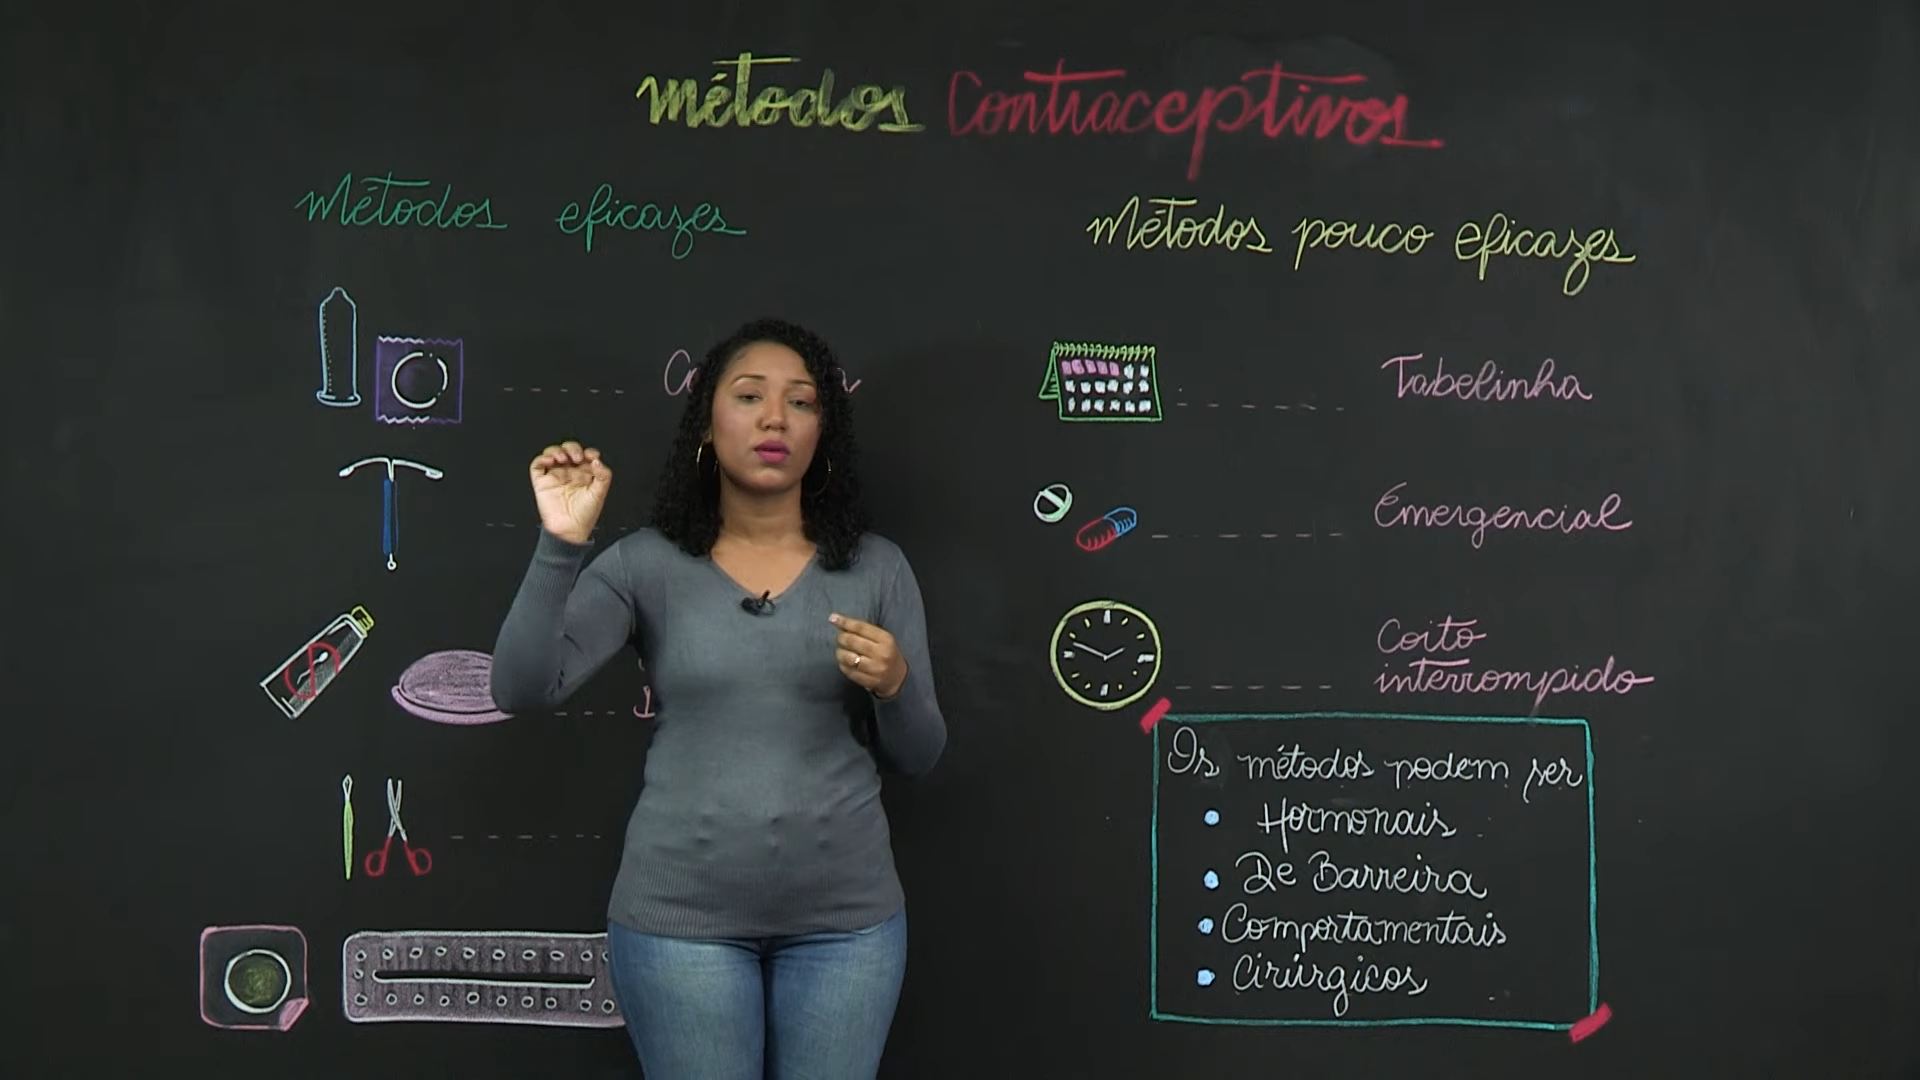 Métodos Contraceptivos
Métodos eficazes
Métodos pouco eficazes
Tabelinha
Emergencial
Coito
interrompido
Os métodos podem ser
Hormonais
De Barreira
Comportamentais
Cirúrgicos